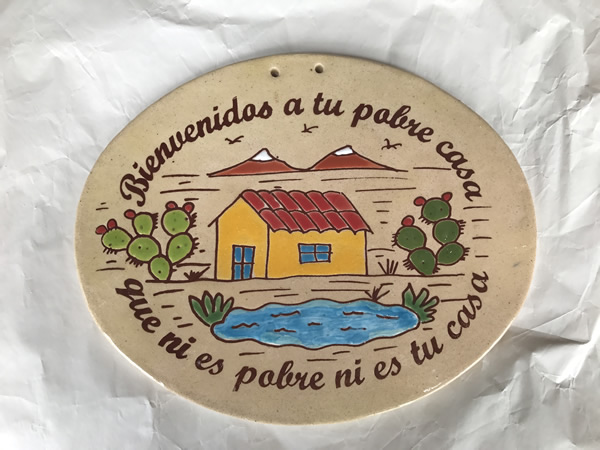 Bienvenidos a tu pobre casa
que ni es pobre ni es tu casa